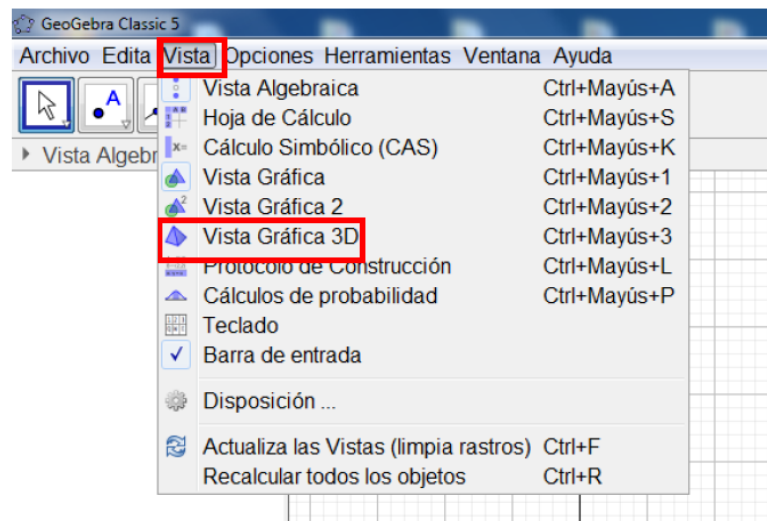 GeoGebra Classic 5
Archivo Edita Vista Opciones Herramientas Ventana Ayuda
A
Vista Algebr
Vista Algebraica Ctrl+Mayús+A
Hoja de Cálculo Ctrl+Mayús+S
x= Cálculo Simbólico (CAS) Ctrl+Mayús+K
Vista Gráfica Ctrl+Mayús+1
2 Vista Gráfica 2 Ctrl+Mayús+2
Vista Gráfica 3D Ctrl+Mayús+3
Protocolo de Construcción Ctrl+Mayús+L
Cálculos de probabilidad Ctrl+Mayús+P
Teclado
Barra de entrada
Disposición ...
Actualiza las Vistas (limpia rastros) Ctrl+F
Recalcular todos los objetos Ctrl+R